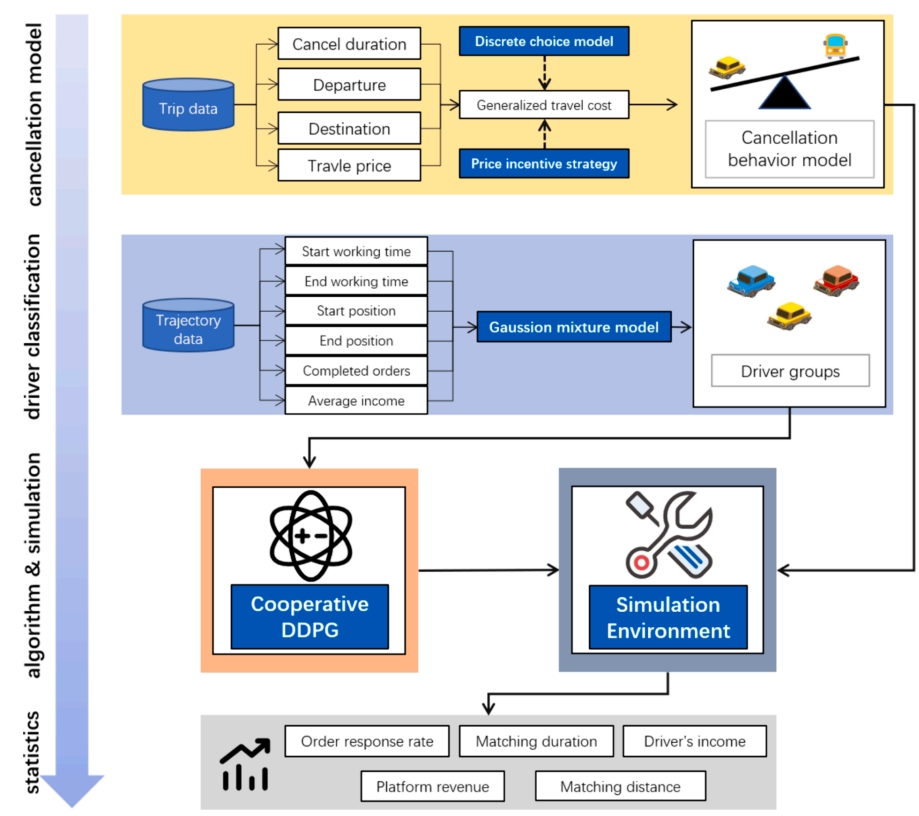 cancellation model
Trip data
Cancel duration
Departure
Destination
Travle price
Discrete choice model
Generalized travel cost
Price incentive strategy
Cancellation
behavior model
driver classification
Trajectory
data
Start working time
End working time
Start position
End position
Completed orders
Average income
Gaussion mixture model
Driver groups
algorithm & simulation
Cooperative
DDPG
Simulation
Environment
statistics
Order response rate
Matching duration
Driver's income
Platform revenue
Matching distance